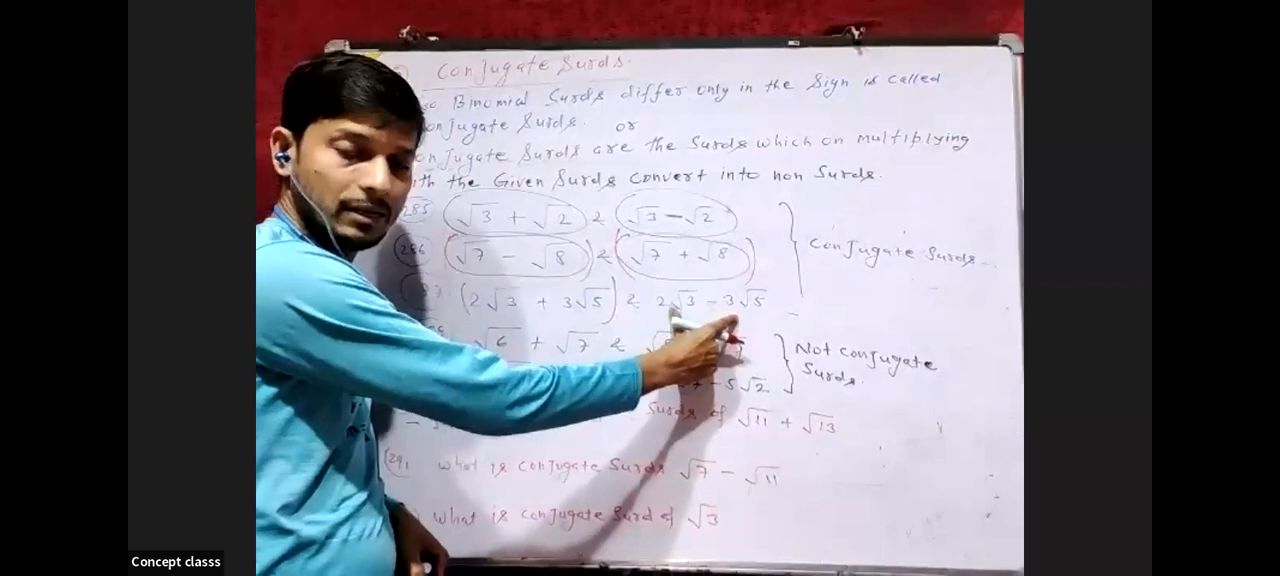 Conjugate Surds.
Binomial Surds differ only in the Sign is called
Conjugate Surds. or
Conjugate Surds are the Surds which on multiplying
with the Given Surds convert into non Surds.
285 √3 + √2 & √3 - √2
286 √7 - √8 & √7 + √8 Conjugate Surds
(2√3 + 3√5) & 2√3 - 3√5
√6 + √7 &
Not conjugate
Surds.
- 5√2
Surds of √11 + √13
(291 What is conjugate Surds √7 - √11
What is conjugate Surd of √3
Concept classs